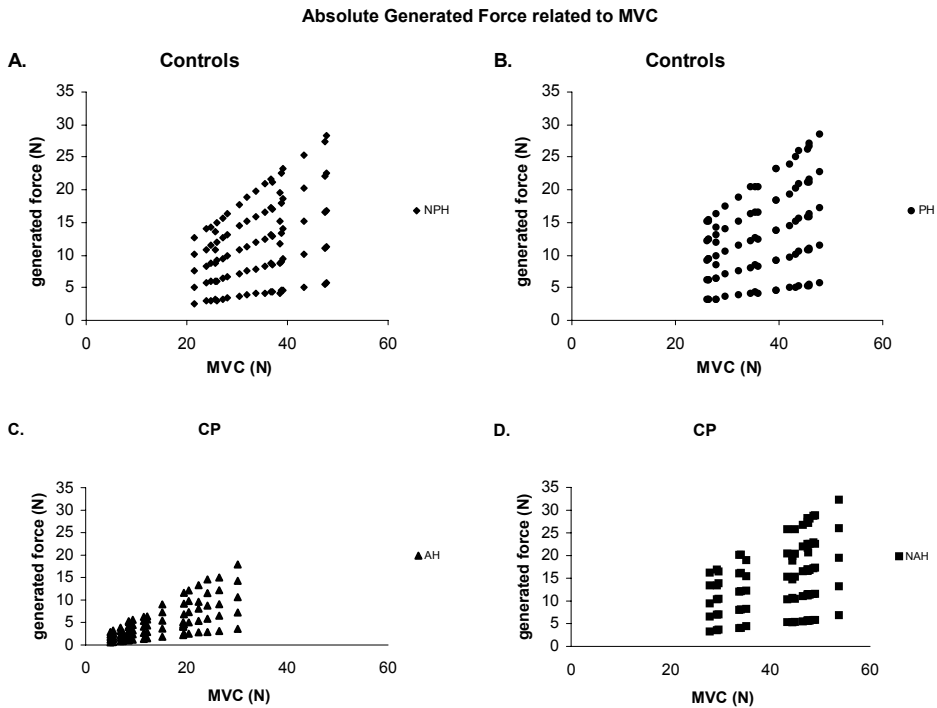 Absolute Generated Force related to MVC
A. Controls
35
30
25
20
15
10
5
0
generated force (N)
0 20 40 60
MVC (N)
NPH
B. Controls
35
30
25
20
15
10
5
0
generated force (N)
0 20 40 60
MVC (N)
PH
C. CP
35
30
25
20
15
10
5
0
generated force (N)
0 20 40 60
MVC (N)
AH
D. CP
35
30
25
20
15
10
5
0
generated force (N)
0 20 40 60
MVC (N)
NAH